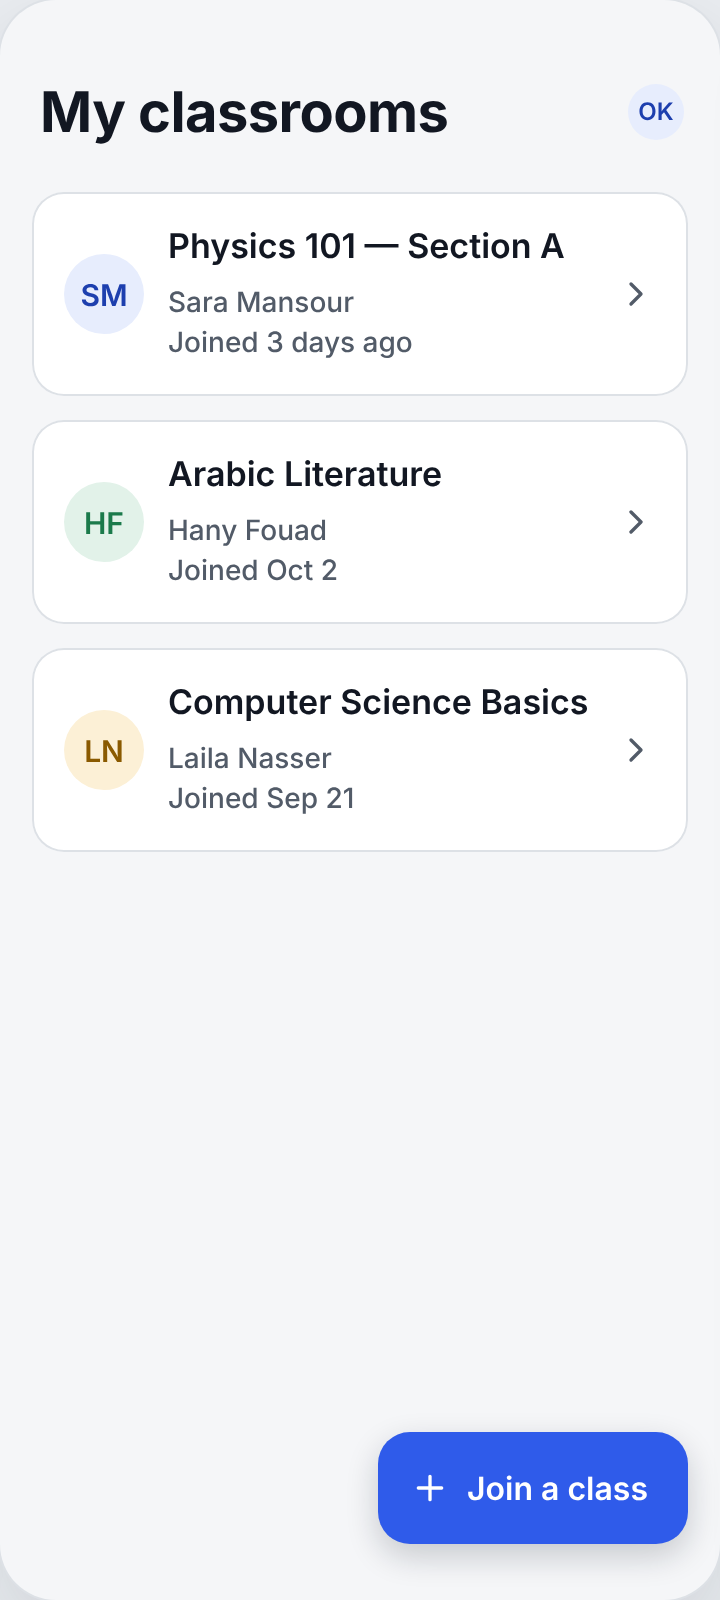 My classrooms
OK
SM
Physics 101 — Section A
Sara Mansour
Joined 3 days ago
HF
Arabic Literature
Hany Fouad
Joined Oct 2
LN
Computer Science Basics
Laila Nasser
Joined Sep 21
+ Join a class